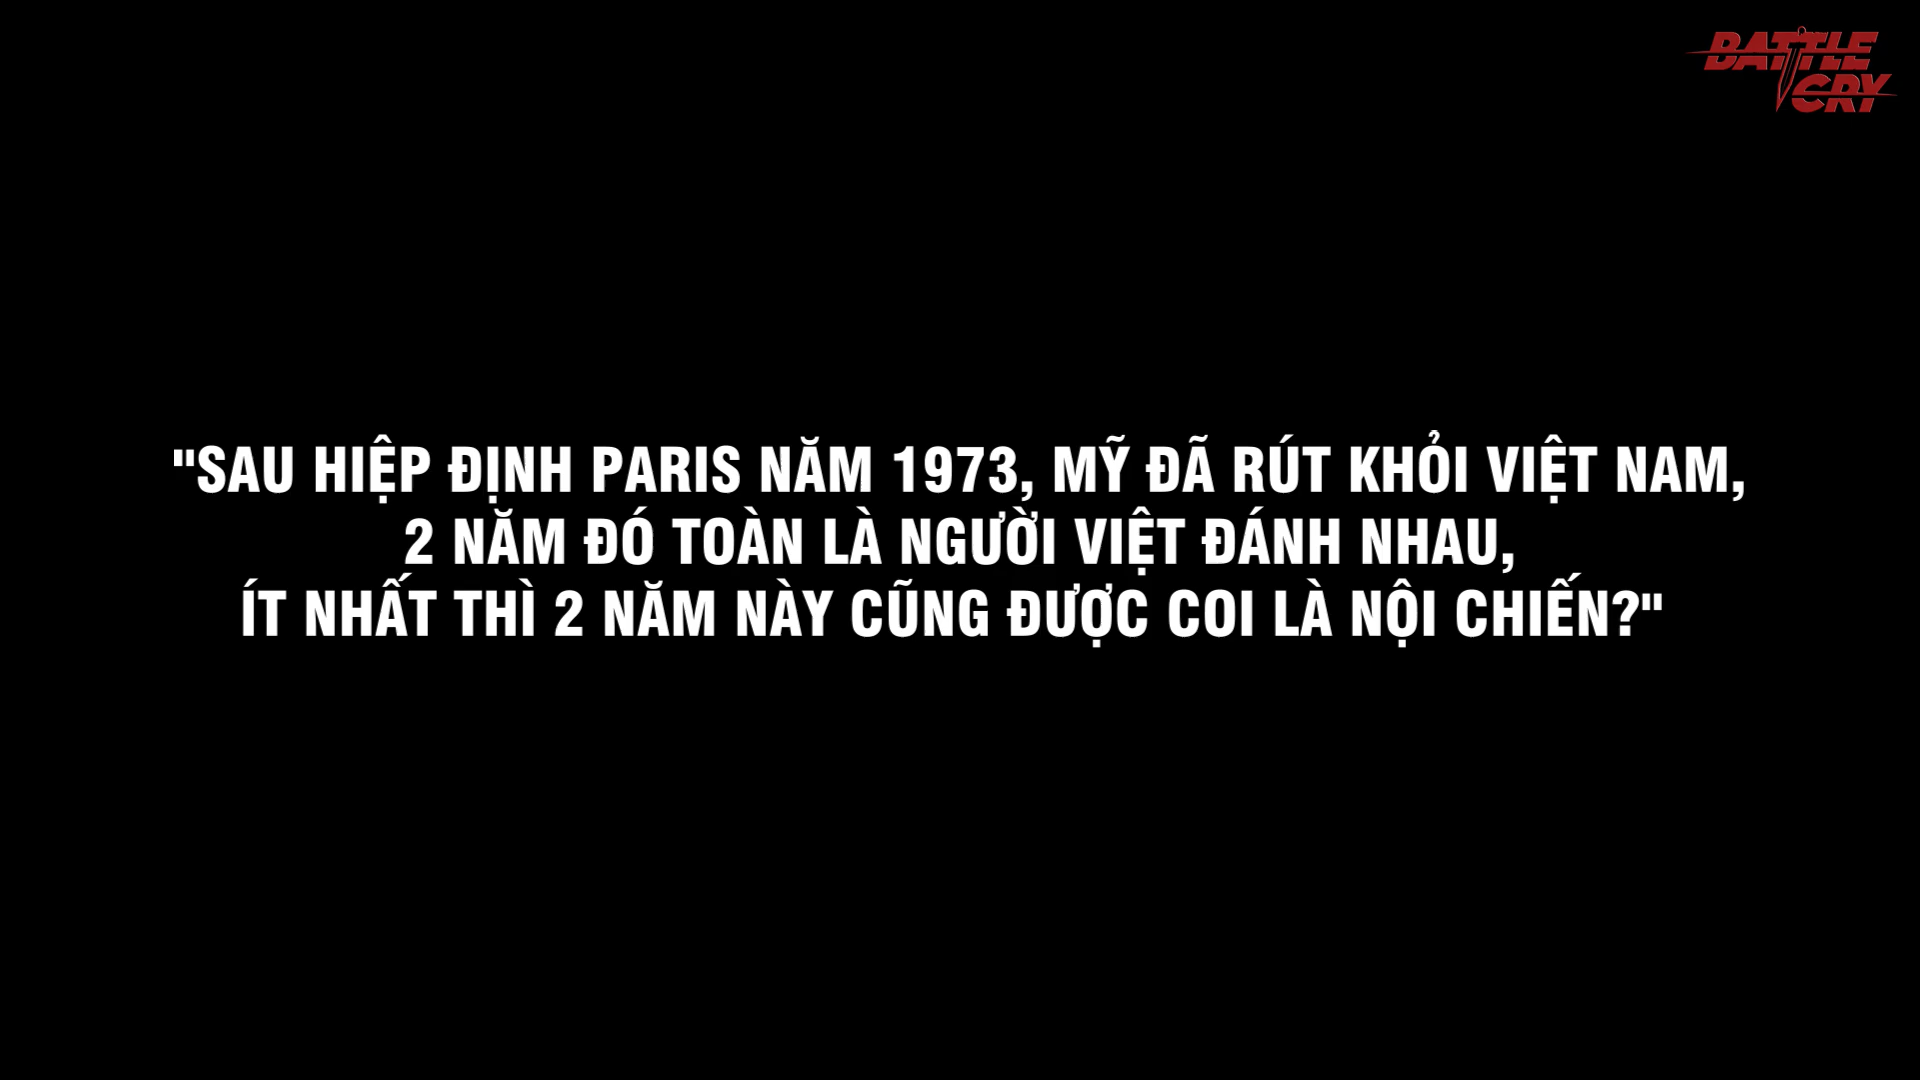 BATTLE
CRY
"SAU HIỆP ĐỊNH PARIS NĂM 1973, MỸ ĐÃ RÚT KHỎI VIỆT NAM,
2 NĂM ĐÓ TOÀN LÀ NGƯỜI VIỆT ĐÁNH NHAU,
ÍT NHẤT THÌ 2 NĂM NÀY CŨNG ĐƯỢC COI LÀ NỘI CHIẾN?"